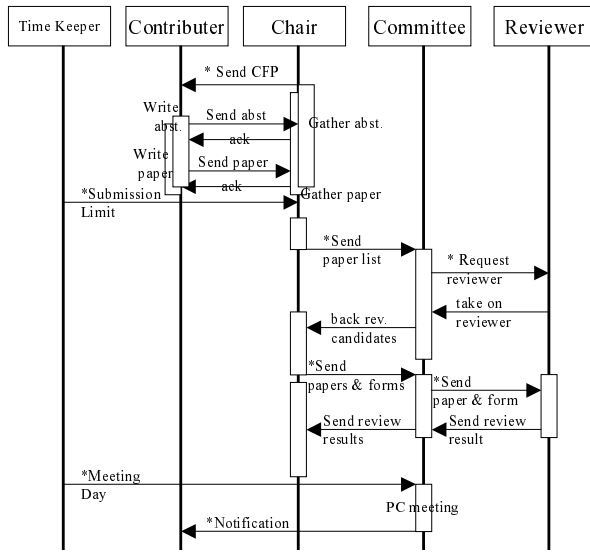 Time Keeper
Contributer
Chair
Committee
Reviewer
* Send CFP
Write
abst.
Send abst
Gather abst.
ack
Write
paper
Send paper
ack
Gather paper
*Submission
Limit
*Send
paper list
* Request
reviewer
take on
reviewer
back rev.
candidates
*Send
papers & forms
*Send
paper & form
Send review
results
Send review
result
*Meeting
Day
PC meeting
*Notification